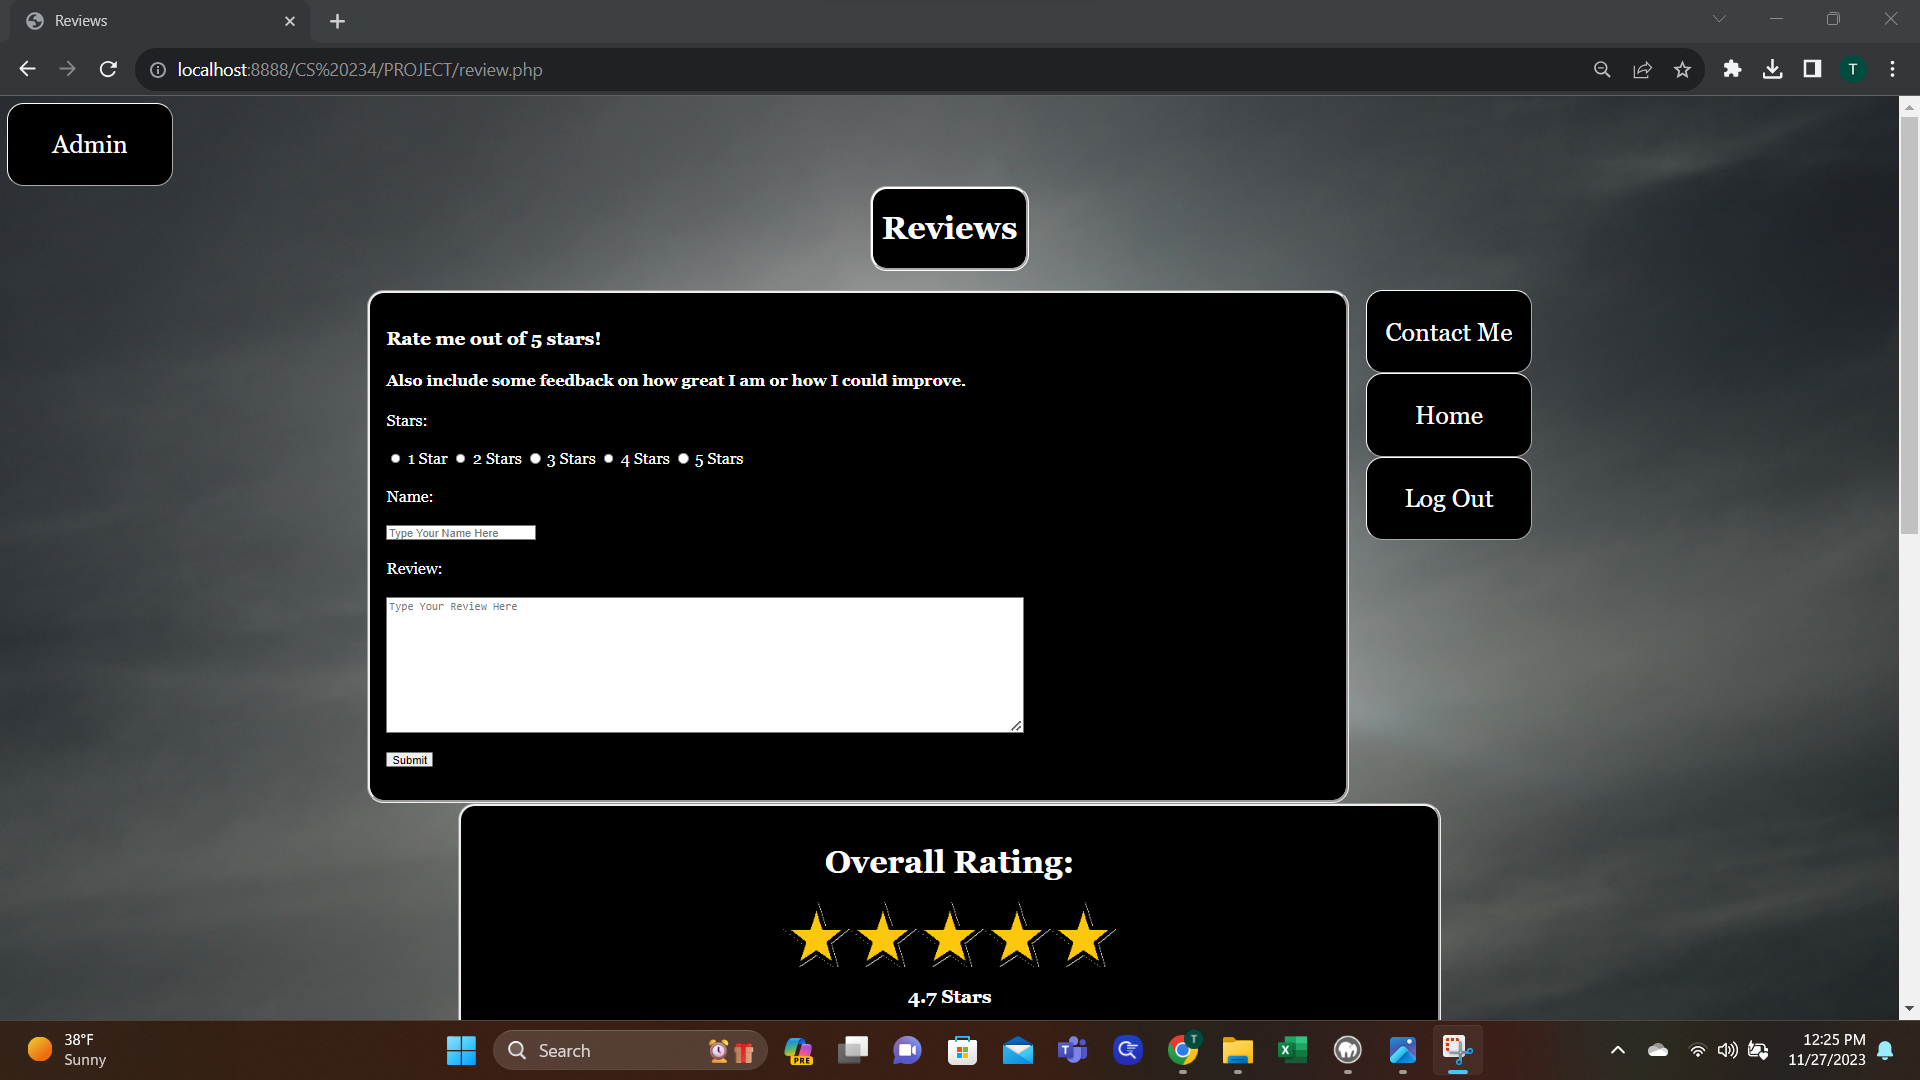 Reviews
localhost:8888/CS%20234/PROJECT/review.php
T
Admin
Reviews
Rate me out of 5 stars!
Also include some feedback on how great I am or how I could improve.
Stars:
1 Star 2 Stars 3 Stars 4 Stars 5 Stars
Name:
Type Your Name Here
Review:
Type Your Review Here
Submit
Contact Me
Home
Log Out
Overall Rating:
4.7 Stars
38°F
Sunny
Search
PRE
T
12:25 PM
11/27/2023